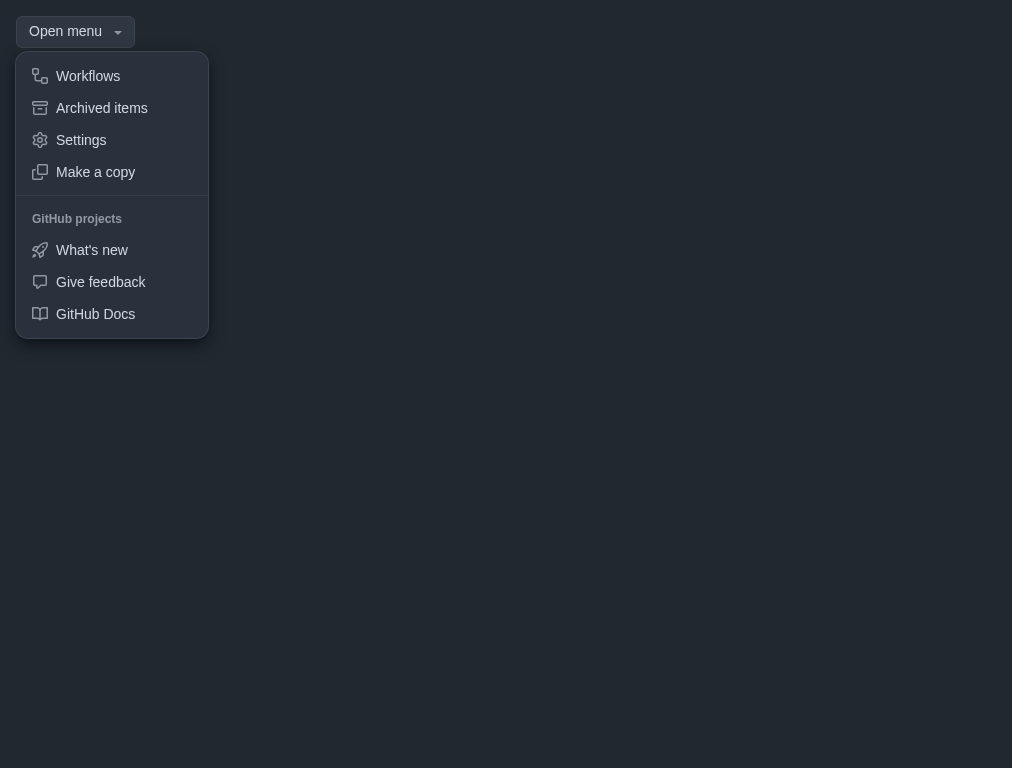 Open menu
Workflows
Archived items
Settings
Make a copy
GitHub projects
What's new
Give feedback
GitHub Docs